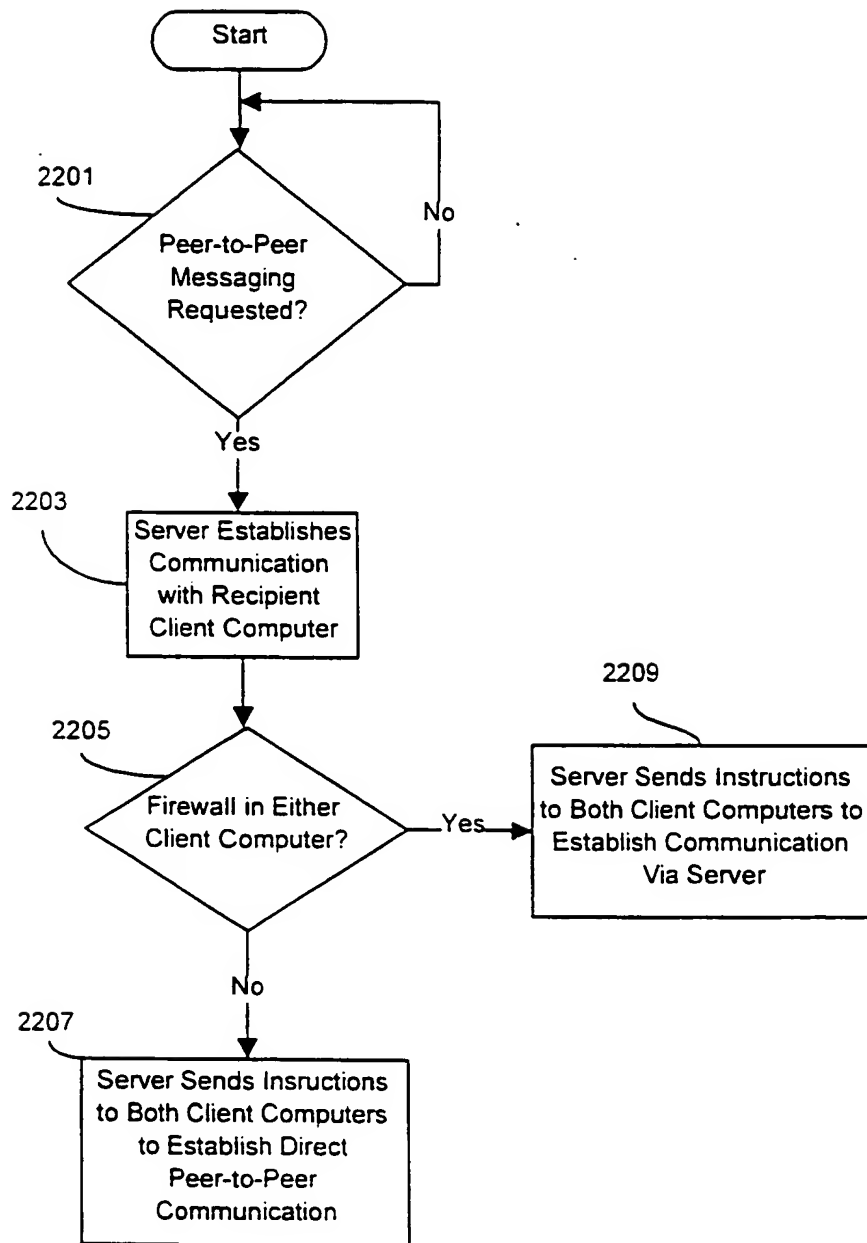 Start
2201
No
Peer-to-Peer
Messaging
Requested?
Yes
2203
Server Establishes
Communication
with Recipient
Client Computer
2209
2205
Server Sends Instructions
to Both Client Computers to
Establish Communication
Via Server
Firewall in Either
Client Computer?
Yes
No
2207
Server Sends Insructions
to Both Client Computers
to Establish Direct
Peer-to-Peer
Communication